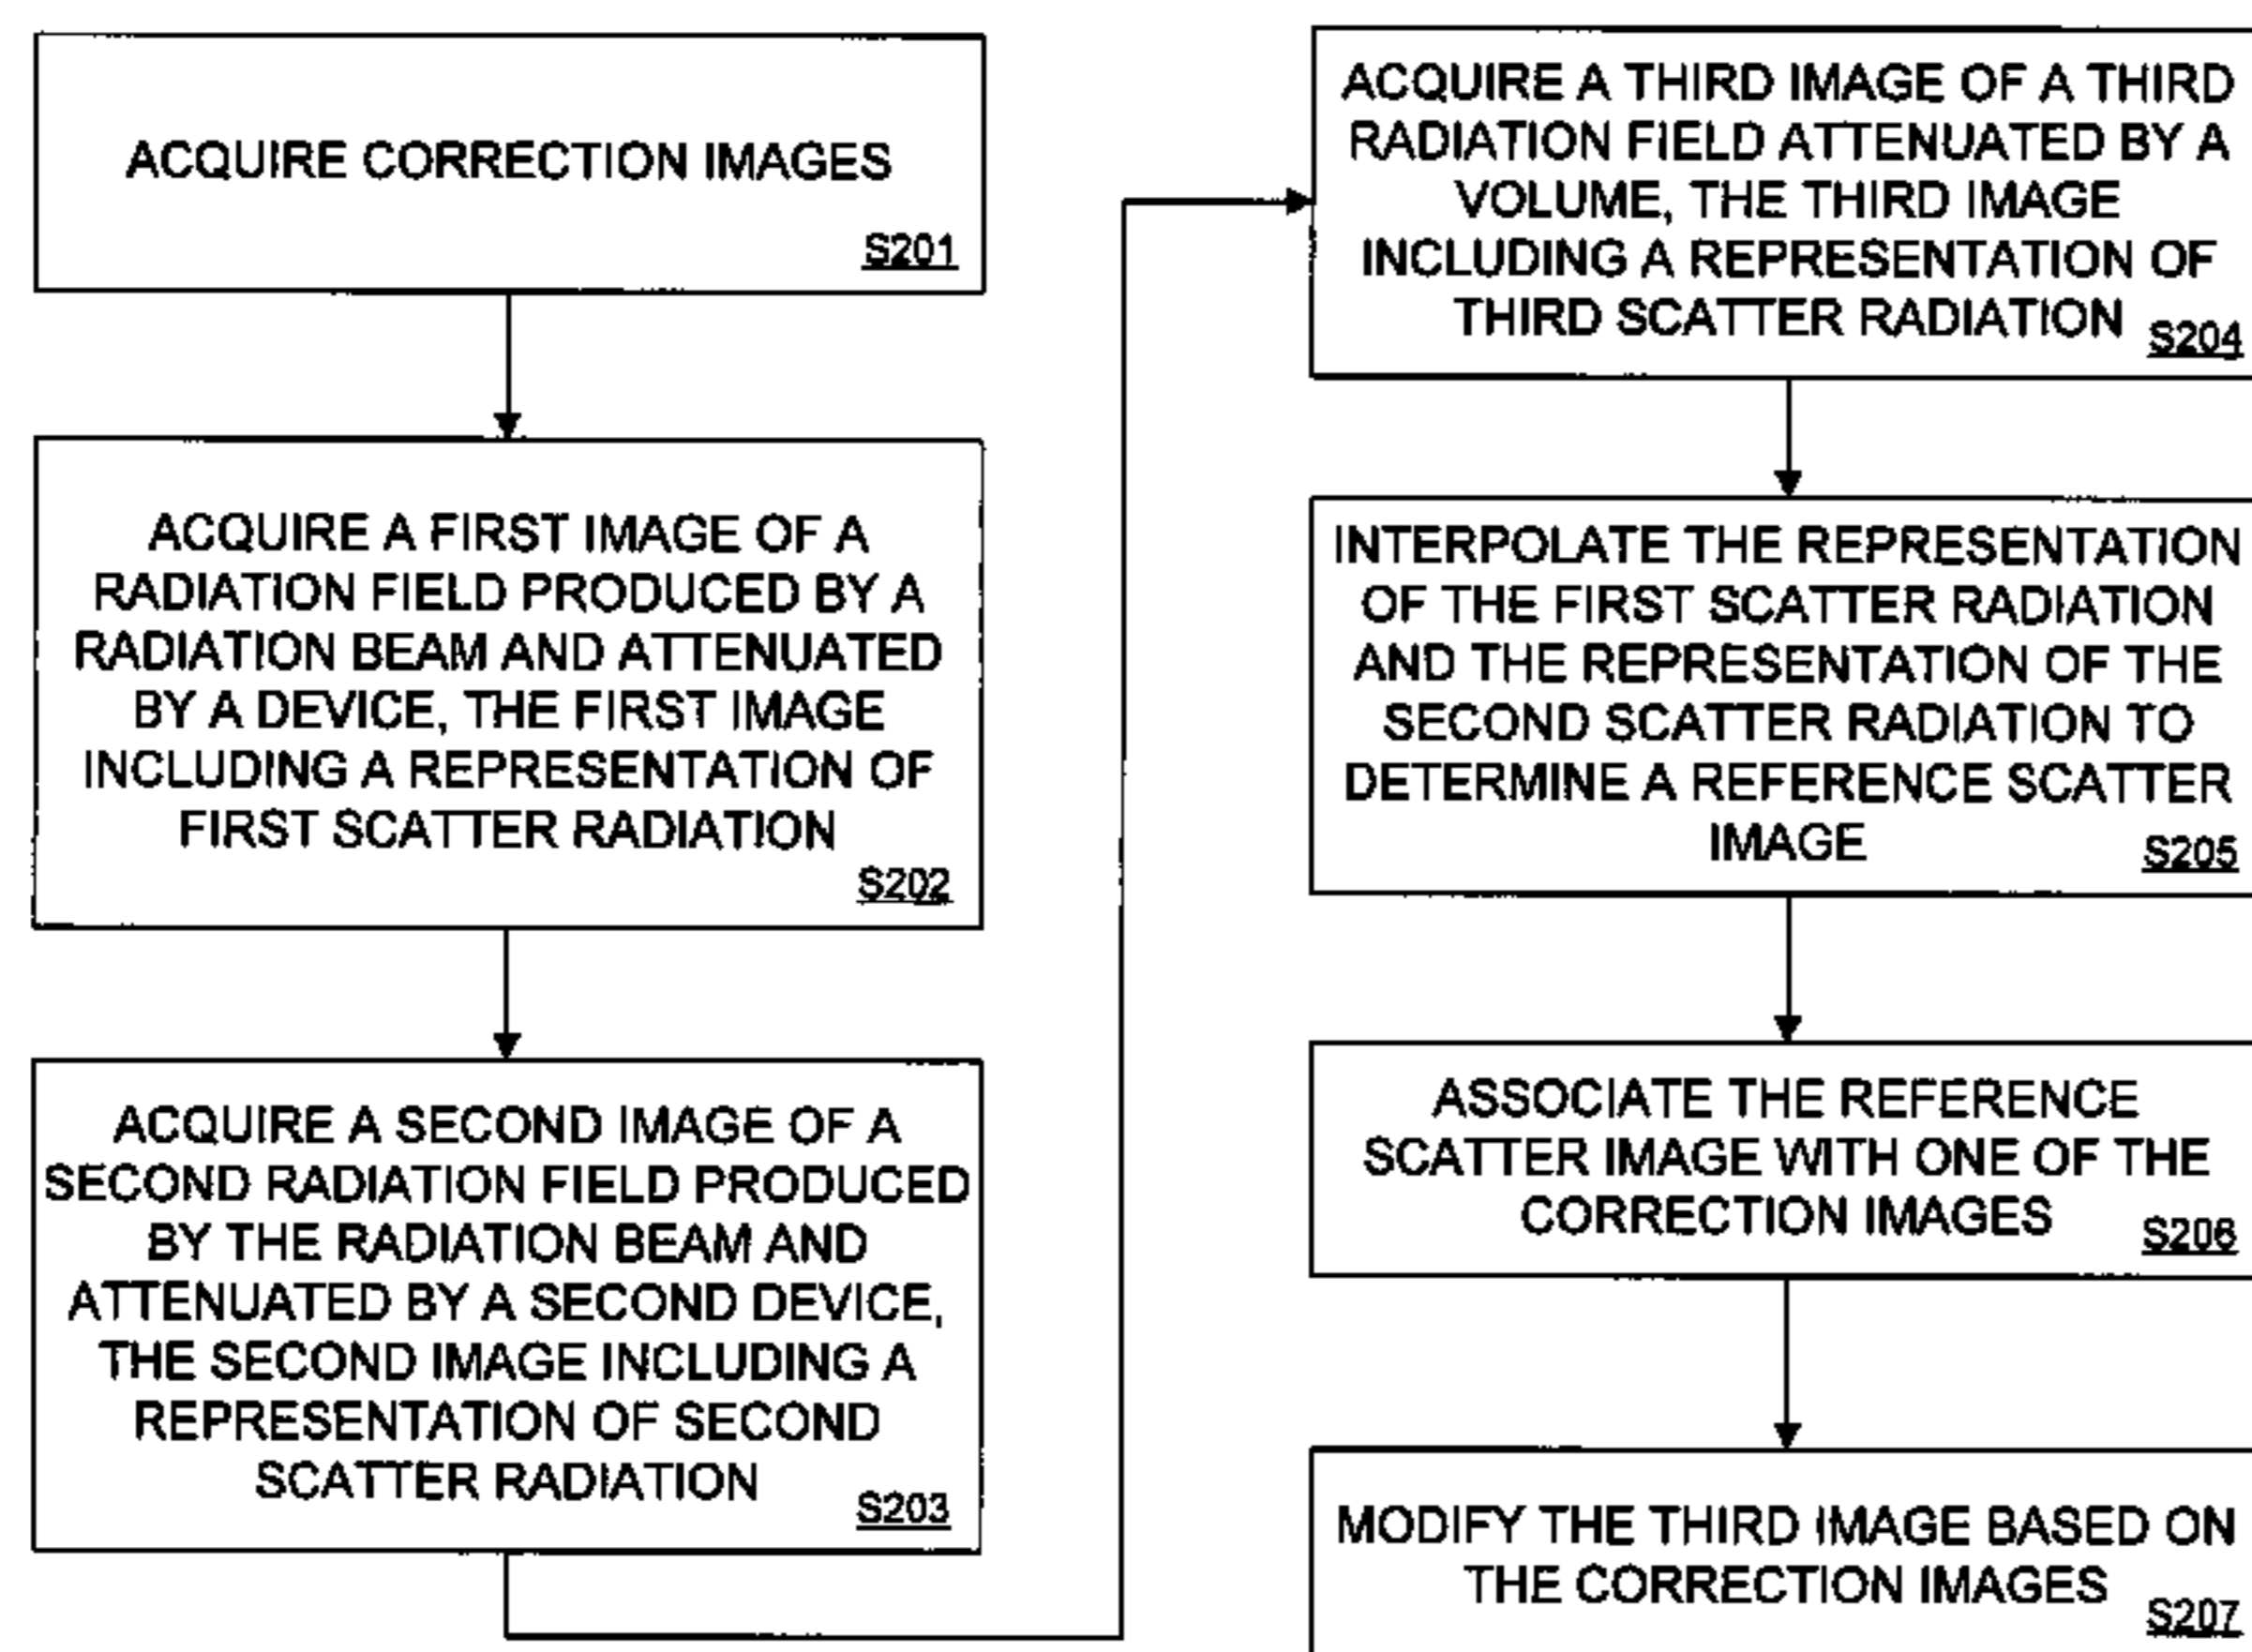 ACQUIRE CORRECTION IMAGES
S201
ACQUIRE A FIRST IMAGE OF A
RADIATION FIELD PRODUCED BY A
RADIATION BEAM AND ATTENUATED
BY A DEVICE, THE FIRST IMAGE
INCLUDING A REPRESENTATION OF
FIRST SCATTER RADIATION
S202
ACQUIRE A SECOND IMAGE OF A
SECOND RADIATION FIELD PRODUCED
BY THE RADIATION BEAM AND
ATTENUATED BY A SECOND DEVICE,
THE SECOND IMAGE INCLUDING A
REPRESENTATION OF SECOND
SCATTER RADIATION
S203
ACQUIRE A THIRD IMAGE OF A THIRD
RADIATION FIELD ATTENUATED BY A
VOLUME, THE THIRD IMAGE
INCLUDING A REPRESENTATION OF
THIRD SCATTER RADIATION
S204
INTERPOLATE THE REPRESENTATION
OF THE FIRST SCATTER RADIATION
AND THE REPRESENTATION OF THE
SECOND SCATTER RADIATION TO
DETERMINE A REFERENCE SCATTER
IMAGE
S205
ASSOCIATE THE REFERENCE
SCATTER IMAGE WITH ONE OF THE
CORRECTION IMAGES
S206
MODIFY THE THIRD IMAGE BASED ON
THE CORRECTION IMAGES
S207